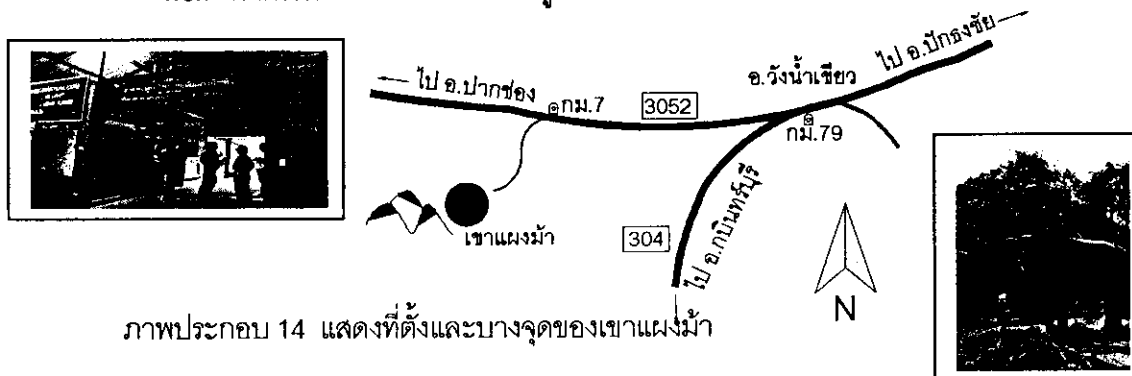 ไป อ.ปากช่อง
กม.7
3052
อ.วังน้ำเขียว
ไป อ.ปักธงชัย
กม.79
เขาแผงม้า
304
ไป อ.กบินทร์บุรี
N
ภาพประกอบ 14 แสดงที่ตั้งและบางจุดของเขาแผงม้า